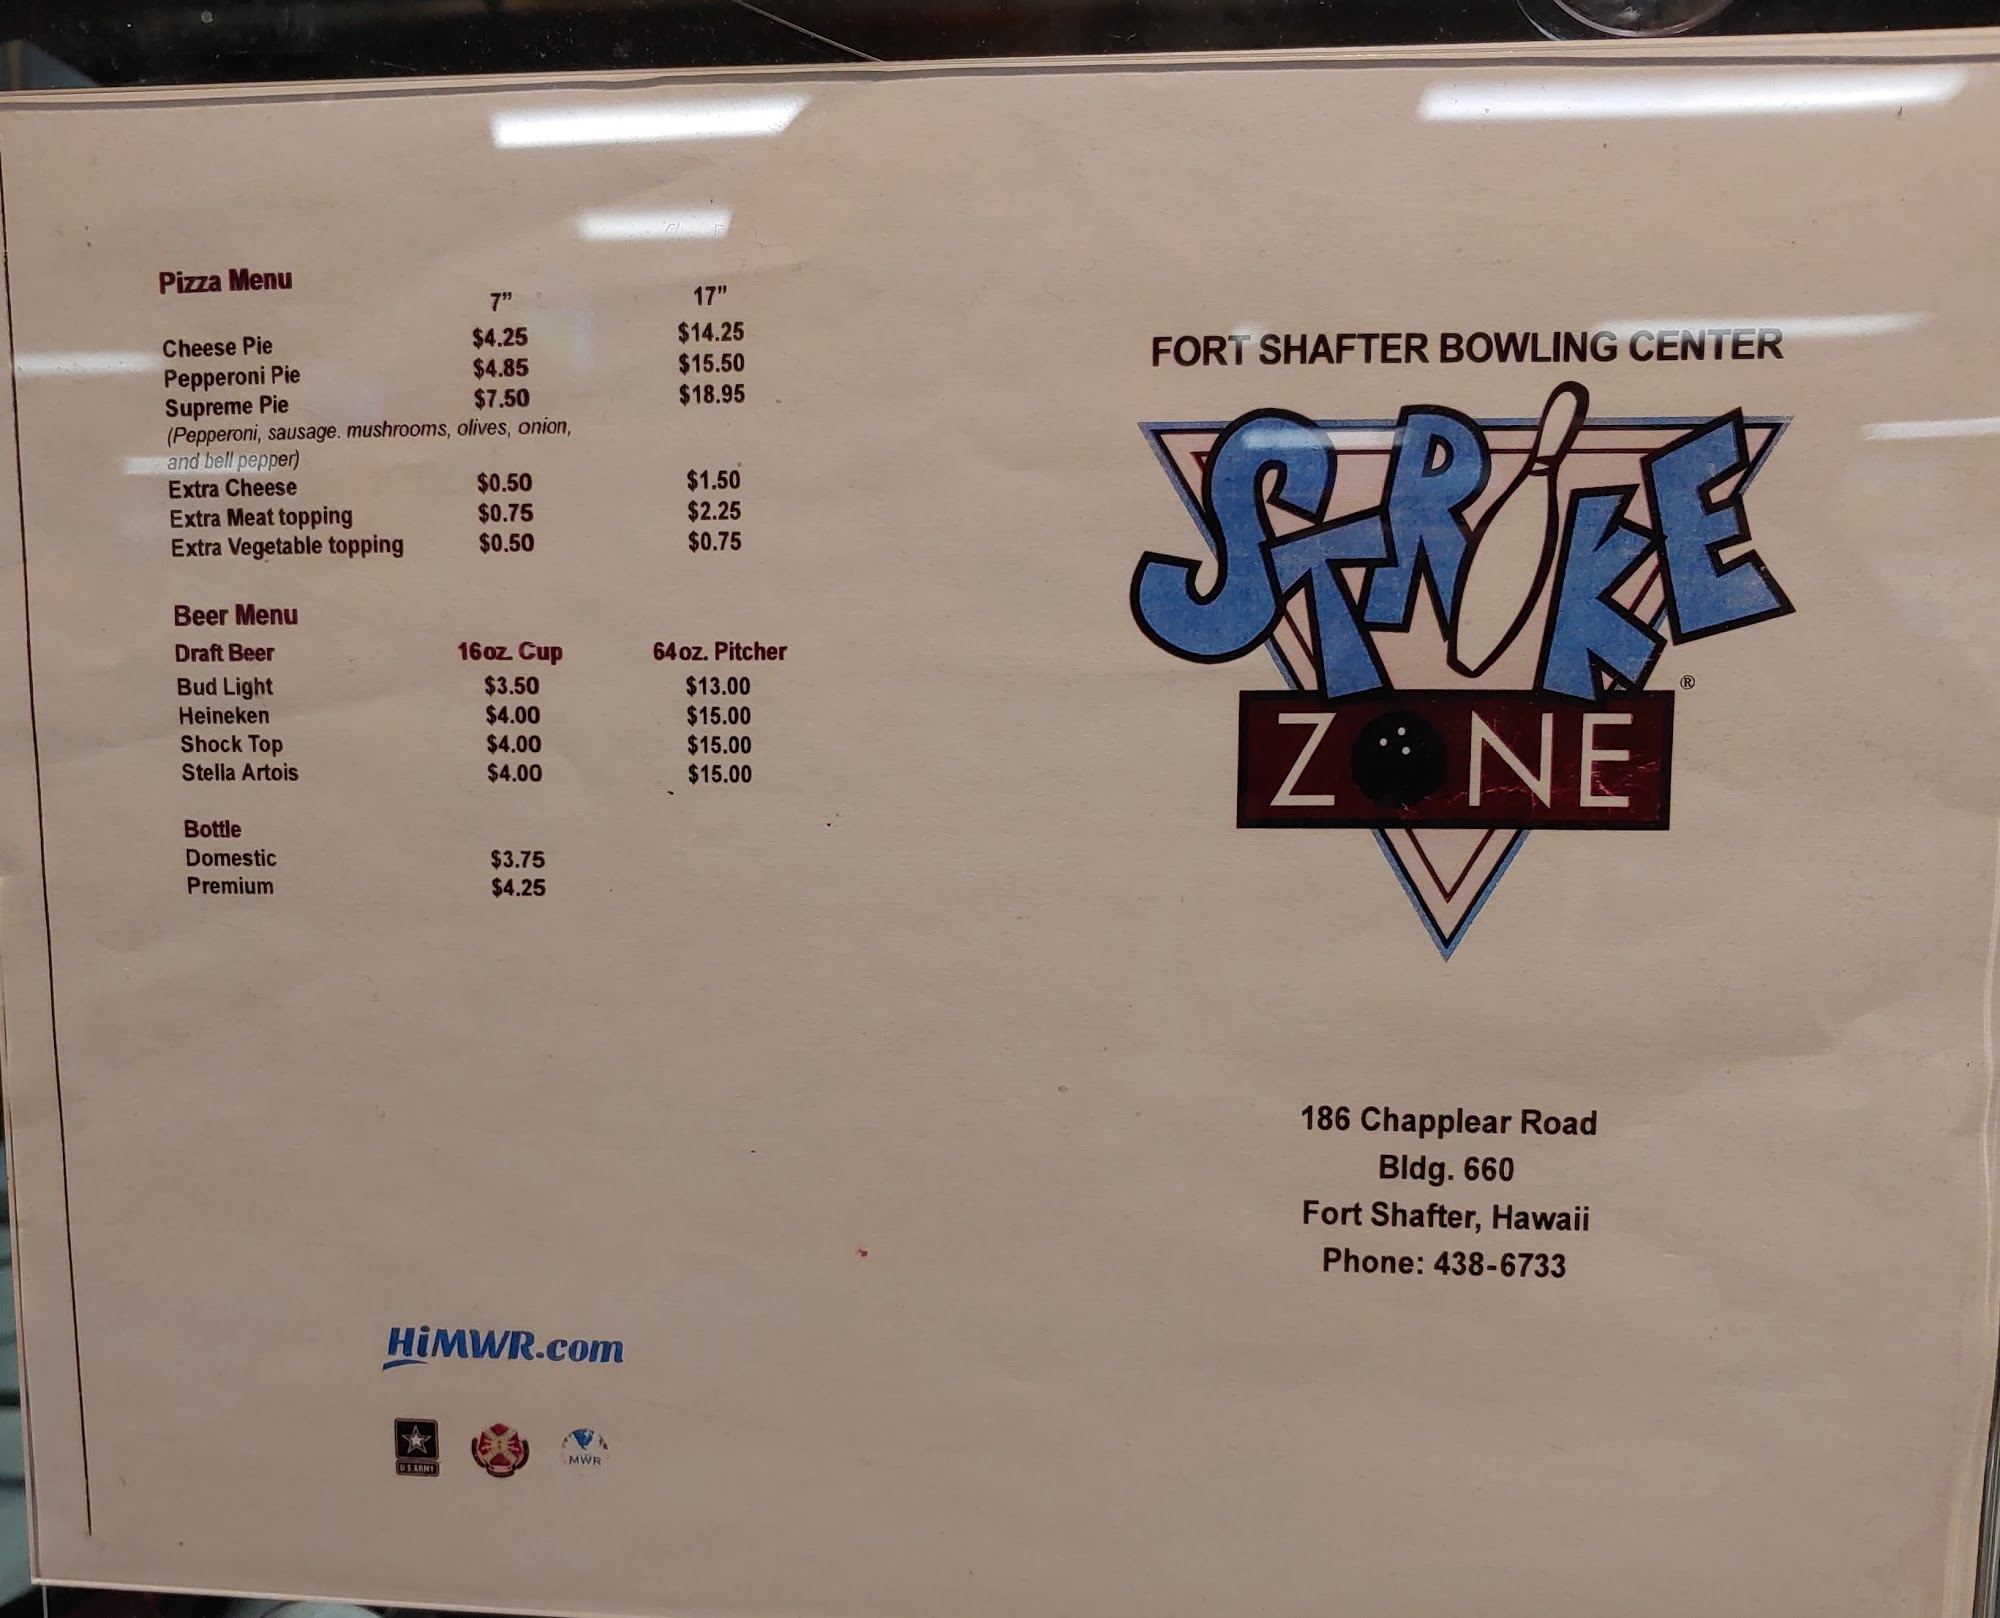 Pizza Menu
7” 17”
Cheese Pie $4.25 $14.25
Pepperoni Pie $4.85 $15.50
Supreme Pie $7.50 $18.95
(Pepperoni, sausage. mushrooms, olives, onion,
and bell pepper)
Extra Cheese $0.50 $1.50
Extra Meat topping $0.75 $2.25
Extra Vegetable topping $0.50 $0.75
Beer Menu
Draft Beer 16oz. Cup 64oz. Pitcher
Bud Light $3.50 $13.00
Heineken $4.00 $15.00
Shock Top $4.00 $15.00
Stella Artois $4.00 $15.00
Bottle
Domestic $3.75
Premium $4.25
HiMWR.com
U.S.ARMY
MWR
FORT SHAFTER BOWLING CENTER
STRIKE
®
ZONE
186 Chapplear Road
Bldg. 660
Fort Shafter, Hawaii
Phone: 438-6733